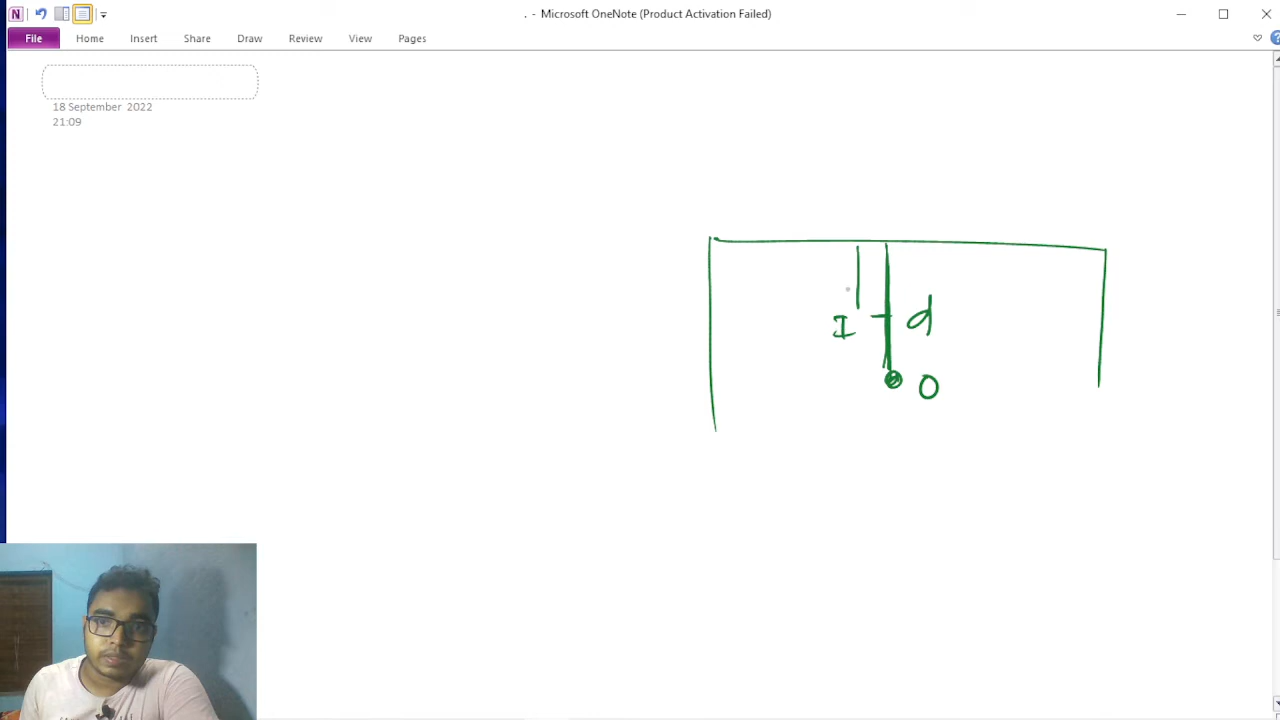 . - Microsoft OneNote (Product Activation Failed)
File Home Insert Share Draw Review View Pages
18 September 2022
21:09
I d
O